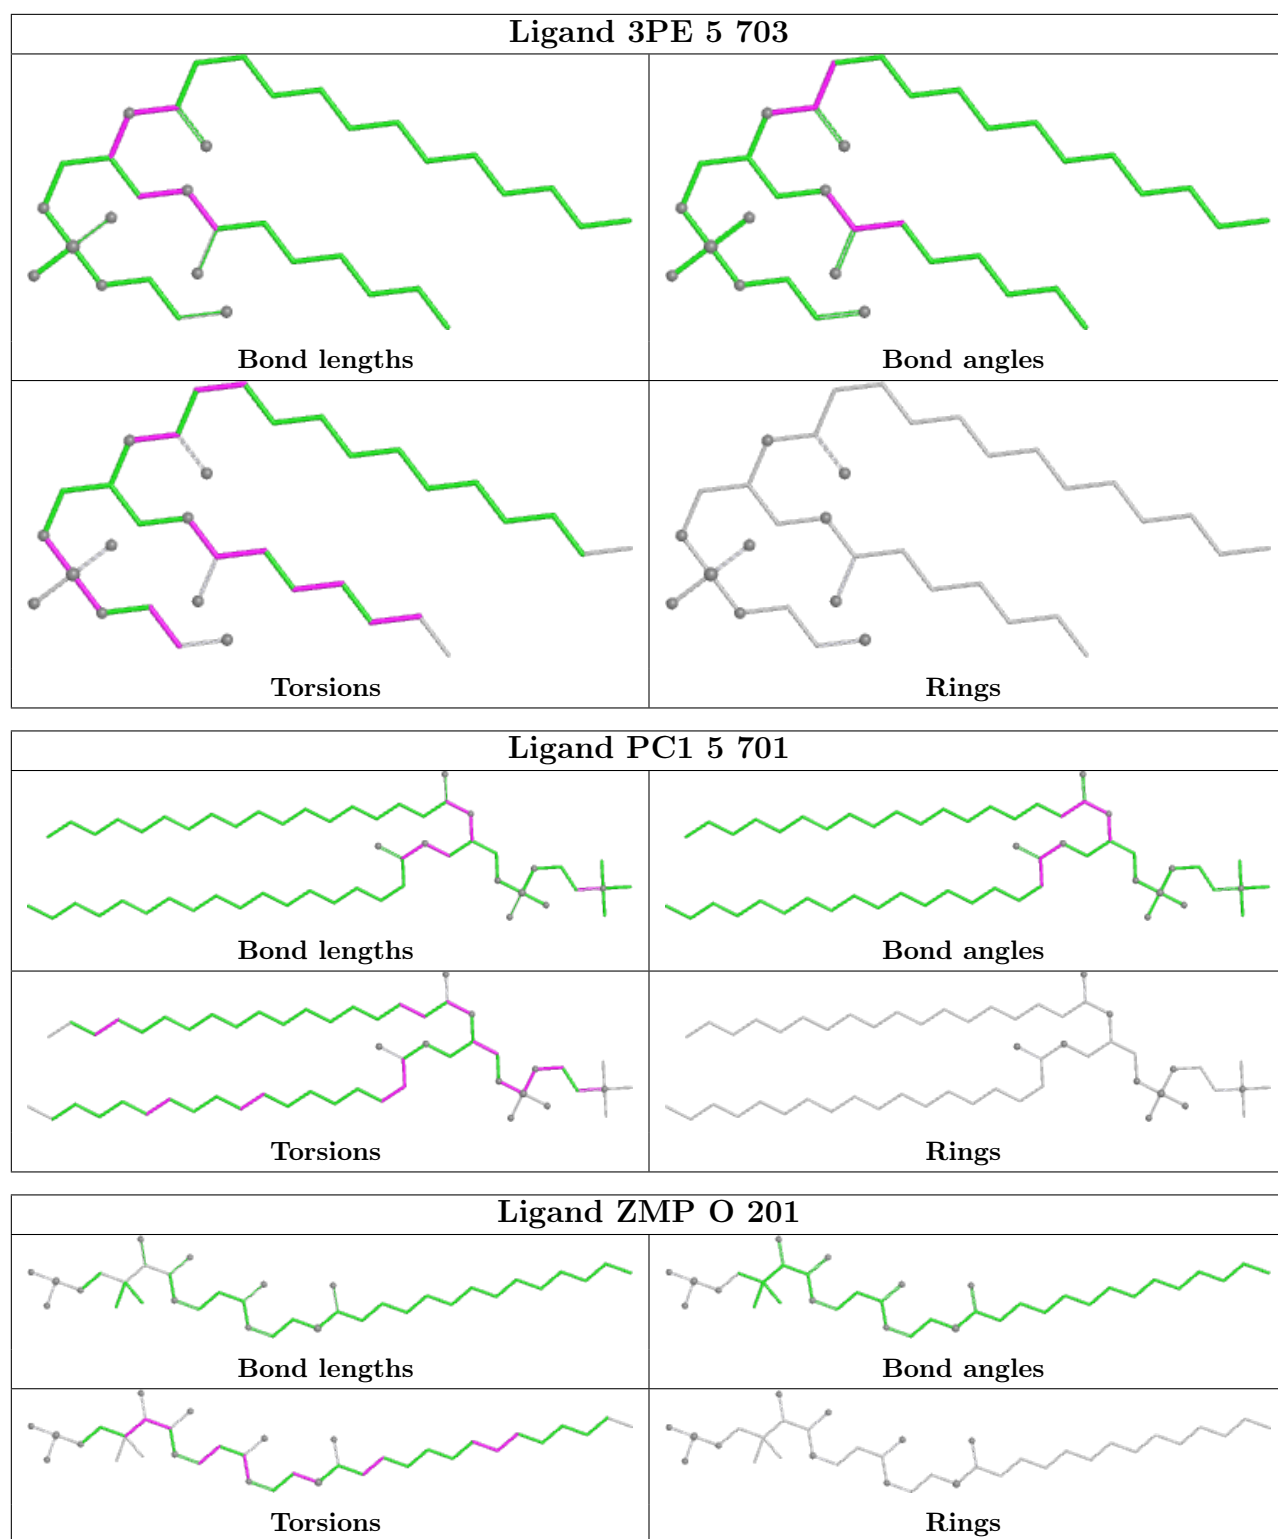 Ligand 3PE 5 703
Bond lengths
Bond angles
Torsions
Rings
Ligand PC1 5 701
Bond lengths
Bond angles
Torsions
Rings
Ligand ZMP O 201
Bond lengths
Bond angles
Torsions
Rings